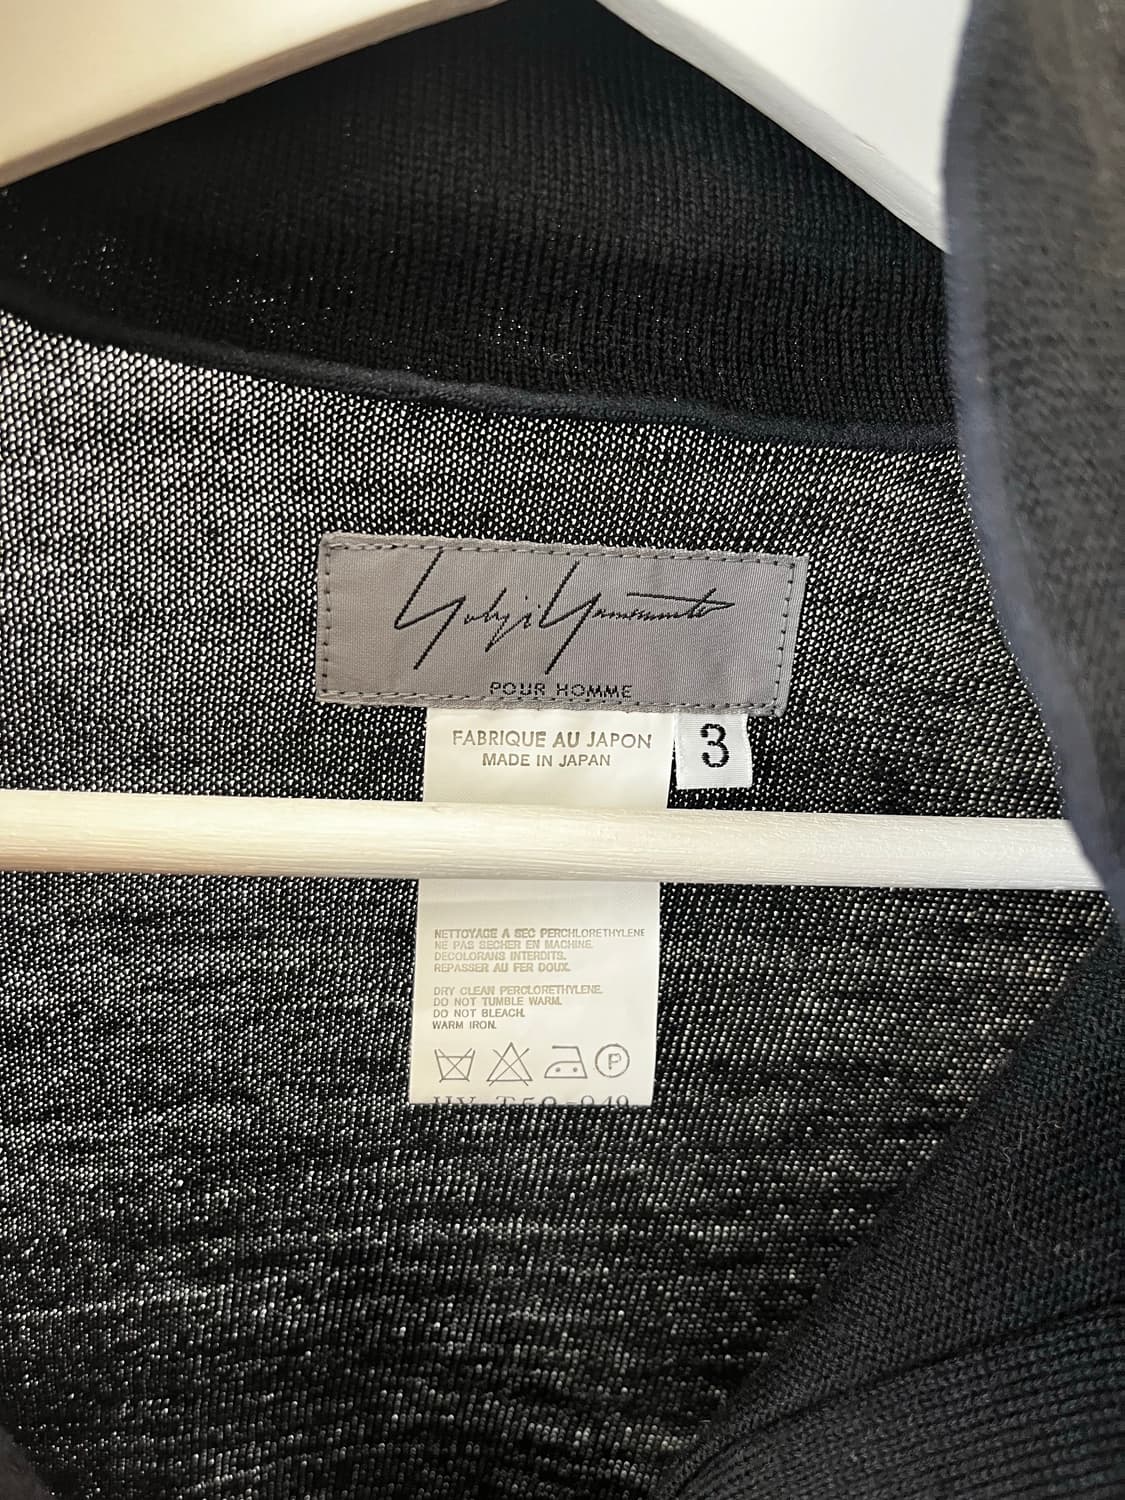 Yohji Yamamoto
POUR HOMME
FABRIQUE AU JAPON
MADE IN JAPAN
3
NETTOYAGE A SEC PERCHLORETHYLENE
NE PAS SECHER EN MACHINE.
DECOLORANS INTERDITS.
REPASSER AU FER DOUX.
DRY CLEAN PERCLORETHYLENE.
DO NOT TUMBLE WARM.
DO NOT BLEACH.
WARM IRON.
P